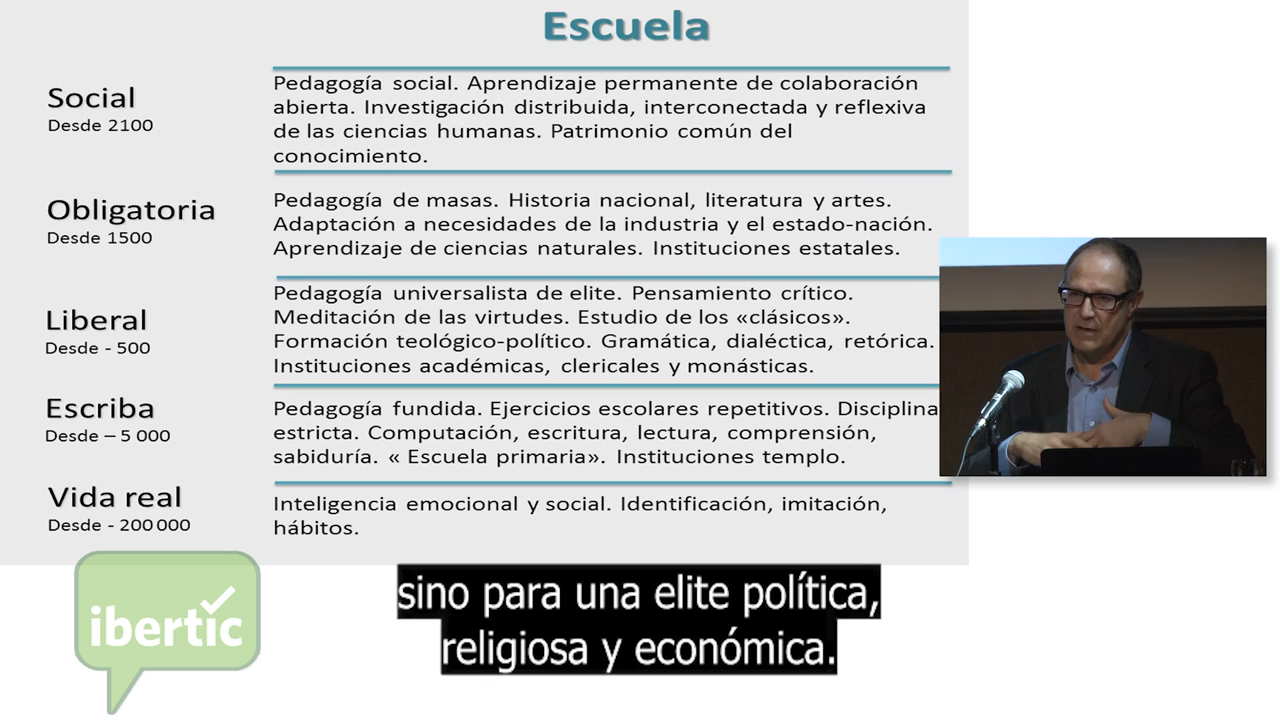 Escuela
Social
Desde 2100
Pedagogía social. Aprendizaje permanente de colaboración
abierta. Investigación distribuida, interconectada y reflexiva
de las ciencias humanas. Patrimonio común del
conocimiento.
Obligatoria
Desde 1500
Pedagogía de masas. Historia nacional, literatura y artes.
Adaptación a necesidades de la industria y el estado-nación.
Aprendizaje de ciencias naturales. Instituciones estatales.
Liberal
Desde - 500
Pedagogía universalista de elite. Pensamiento crítico.
Meditación de las virtudes. Estudio de los «clásicos».
Formación teológico-político. Gramática, dialéctica, retórica.
Instituciones académicas, clericales y monásticas.
Escriba
Desde – 5 000
Pedagogía fundida. Ejercicios escolares repetitivos. Disciplina
estricta. Computación, escritura, lectura, comprensión,
sabiduría. « Escuela primaria». Instituciones templo.
Vida real
Desde - 200 000
Inteligencia emocional y social. Identificación, imitación,
hábitos.
ibertic
sino para una elite política,
religiosa y económica.